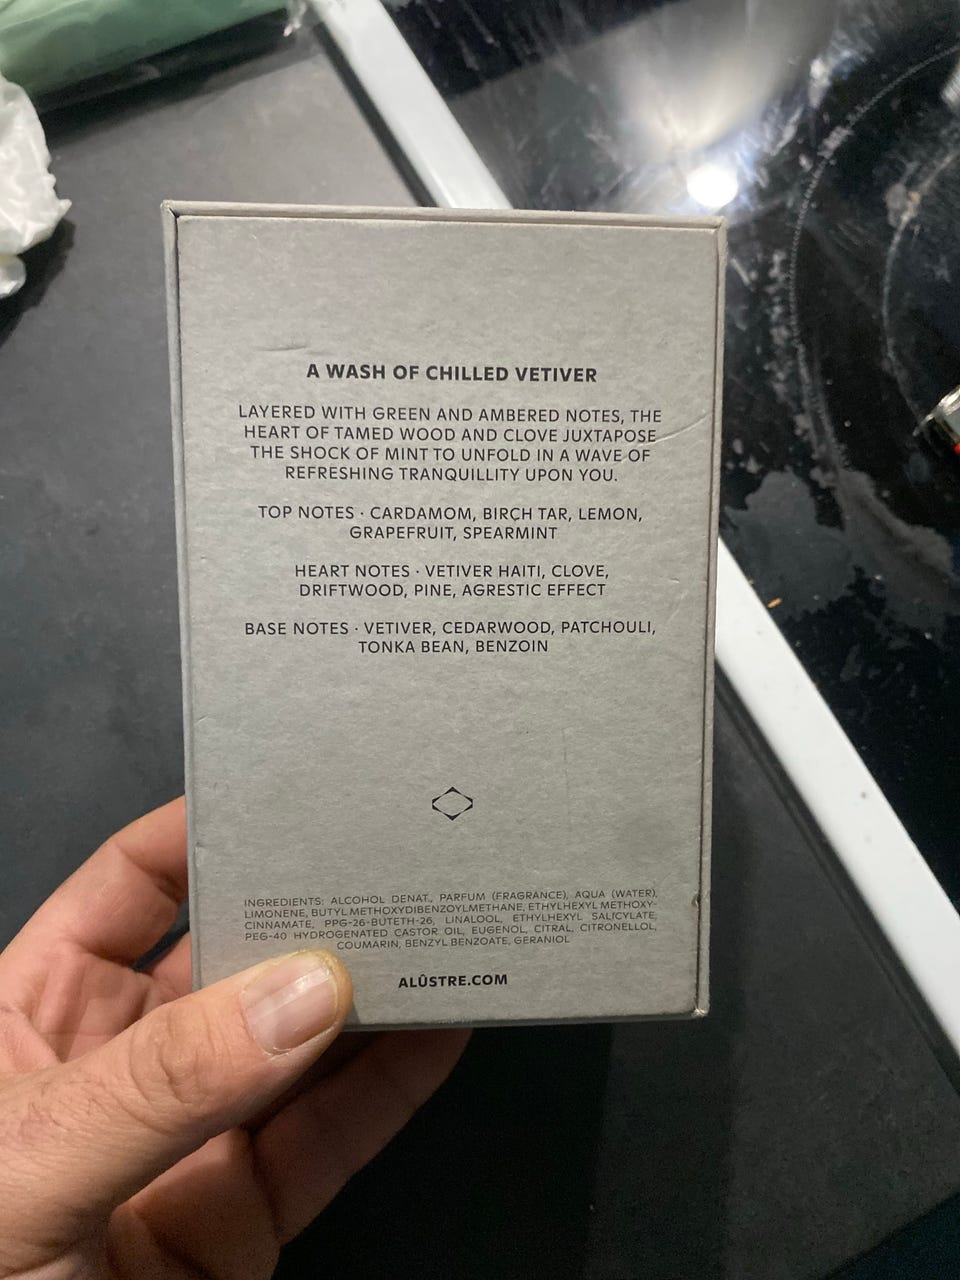 A WASH OF CHILLED VETIVER
LAYERED WITH GREEN AND AMBERED NOTES, THE
HEART OF TAMED WOOD AND CLOVE JUXTAPOSE
THE SHOCK OF MINT TO UNFOLD IN A WAVE OF
REFRESHING TRANQUILLITY UPON YOU.
TOP NOTES · CARDAMOM, BIRCH TAR, LEMON,
GRAPEFRUIT, SPEARMINT
HEART NOTES · VETIVER HAITI, CLOVE,
DRIFTWOOD, PINE, AGRESTIC EFFECT
BASE NOTES · VETIVER, CEDARWOOD, PATCHOULI,
TONKA BEAN, BENZOIN
INGREDIENTS: ALCOHOL DENAT., PARFUM (FRAGRANCE), AQUA (WATER),
LIMONENE, BUTYL METHOXYDIBENZOYLMETHANE, ETHYLHEXYL METHOXY-
CINNAMATE, PPG-26-BUTETH-26, LINALOOL, ETHYLHEXYL SALICYLATE,
PEG-40 HYDROGENATED CASTOR OIL, EUGENOL, CITRAL, CITRONELLOL,
COUMARIN, BENZYL BENZOATE, GERANIOL
ALÛSTRE.COM